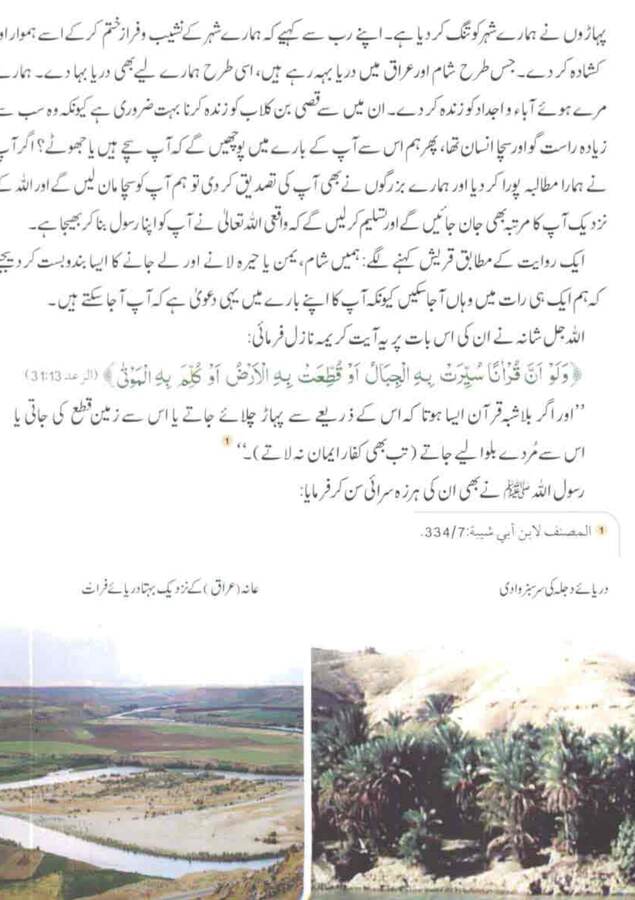 پہاڑوں نے ہمارے شہر کو تنگ کر دیا ہے۔ اپنے رب سے کہیے کہ ہمارے شہر کے نشیب و فراز ختم کر کے اسے ہموار او
کشادہ کر دے۔ جس طرح شام اور عراق میں دریا بہہ رہے ہیں، اسی طرح ہمارے لیے بھی دریا بہا دے۔ ہمارے
مرے ہوئے آباء و اجداد کو زندہ کر دے۔ ان میں سے قصی بن کلاب کو زندہ کرنا بہت ضروری ہے کیونکہ وہ سب سے
زیادہ راست گو اور سچا انسان تھا، پھر ہم اس سے آپ کے بارے میں پوچھیں گے کہ آپ سچے ہیں یا جھوٹے؟ اگر آپ
نے ہمارا مطالبہ پورا کر دیا اور ہمارے بزرگوں نے بھی آپ کی تصدیق کر دی تو ہم آپ کو سچا مان لیں گے اور اللہ کے
نزدیک آپ کا مرتبہ بھی جان جائیں گے اور تسلیم کر لیں گے کہ واقعی اللہ تعالیٰ نے آپ کو اپنا رسول بنا کر بھیجا ہے۔
ایک روایت کے مطابق قریش کہنے لگے: ہمیں شام، یمن یا حیرہ لانے اور لے جانے کا ایسا بندوبست کر دیجیے
کہ ہم ایک ہی رات میں وہاں آ جا سکیں کیونکہ آپ کا اپنے بارے میں یہی دعویٰ ہے کہ آپ آ جا سکتے ہیں۔
اللہ جل شانہ نے ان کی اس بات پر یہ آیت کریمہ نازل فرمائی:
﴿وَلَوْ اَنَّ قُرْاٰنًا سُيِّرَتْ بِهِ الْجِبَالُ اَوْ قُطِّعَتْ بِهِ الْاَرْضُ اَوْ كُلِّمَ بِهِ الْمَوْتٰى﴾ (الرعد 31:13)
’’اور اگر بلاشبہ قرآن ایسا ہوتا کہ اس کے ذریعے سے پہاڑ چلائے جاتے یا اس سے زمین قطع کی جاتی یا
اس سے مُردے بلوا لیے جاتے (تب بھی کفار ایمان نہ لاتے)۔‘‘ 1
رسول اللہ ﷺ نے بھی ان کی ہرزہ سرائی سن کر فرمایا:
1 المصنف لابن أبي شيبة: 334/7.
دریائے دجلہ کی سرسبز وادی
عانہ (عراق) کے نزدیک بہتا دریائے فرات